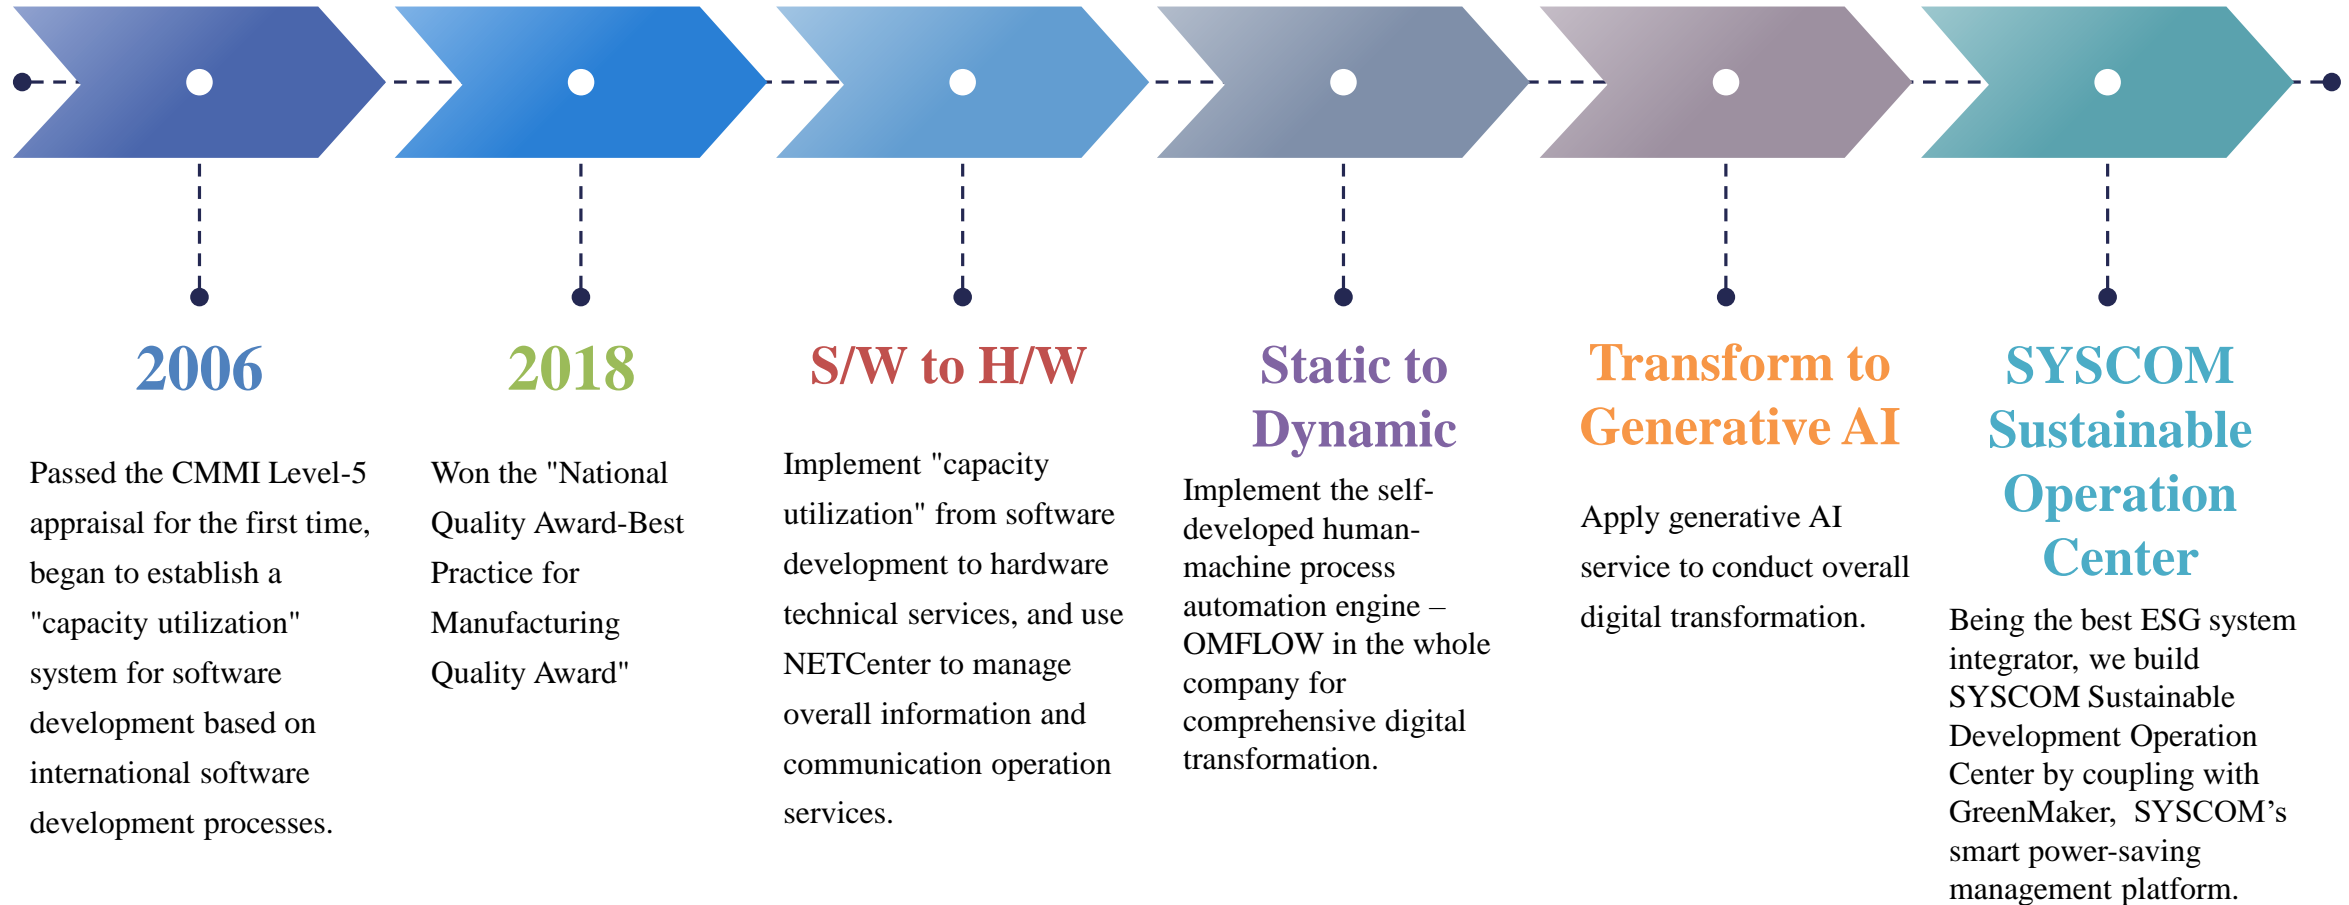 2006
Passed the CMMI Level-5
appraisal for the first time,
began to establish a
"capacity utilization"
system for software
development based on
international software
development processes.
2018
Won the "National
Quality Award-Best
Practice for
Manufacturing
Quality Award"
S/W to H/W
Implement "capacity
utilization" from software
development to hardware
technical services, and use
NETCenter to manage
overall information and
communication operation
services.
Static to
Dynamic
Implement the self-
developed human-
machine process
automation engine –
OMFLOW in the whole
company for
comprehensive digital
transformation.
Transform to
Generative AI
Apply generative AI
service to conduct overall
digital transformation.
SYSCOM
Sustainable
Operation
Center
Being the best ESG system
integrator, we build
SYSCOM Sustainable
Development Operation
Center by coupling with
GreenMaker,  SYSCOM’s
smart power-saving
management platform.